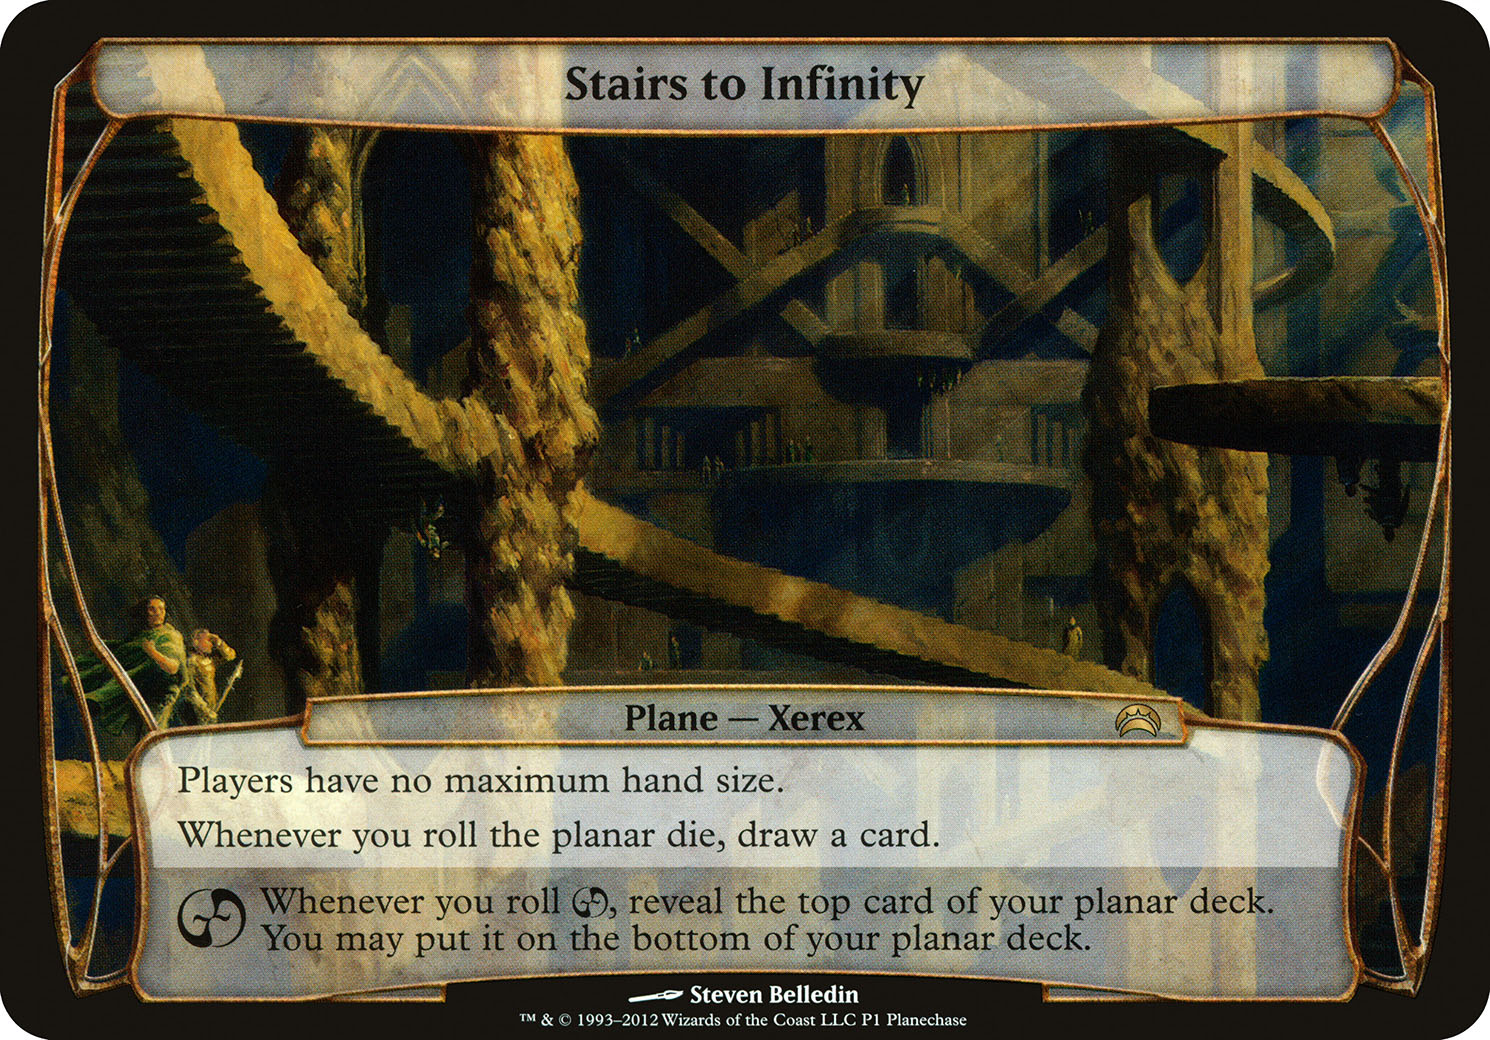 Stairs to Infinity
Plane — Xerex
Players have no maximum hand size.
Whenever you roll the planar die, draw a card.
Whenever you roll , reveal the top card of your planar deck.
You may put it on the bottom of your planar deck.
Steven Belledin
™ & © 1993–2012 Wizards of the Coast LLC P1 Planechase